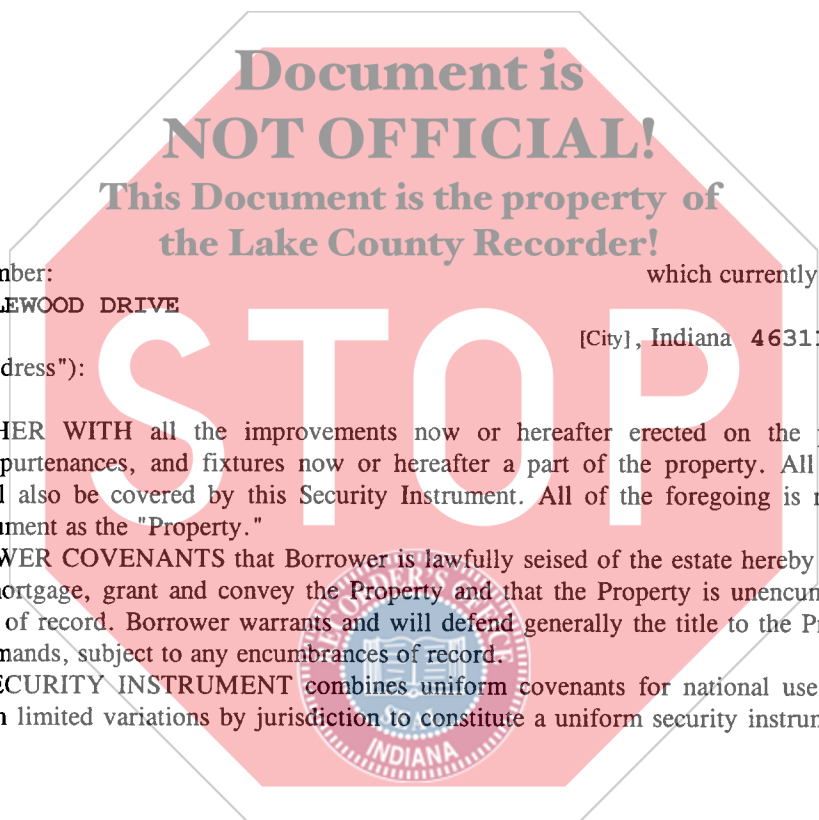 Document is
NOT OFFICIAL!
This Document is the property of
the Lake County Recorder!
mber: which currently
LEWOOD DRIVE
STOP
[City], Indiana 46311
dress"):
HER WITH all the improvements now or hereafter erected on the
purtenances, and fixtures now or hereafter a part of the property. All
l also be covered by this Security Instrument. All of the foregoing is
ument as the "Property."
WER COVENANTS that Borrower is lawfully seised of the estate hereby
ortgage, grant and convey the Property and that the Property is unencum
of record. Borrower warrants and will defend generally the title to the Pr
mands, subject to any encumbrances of record.
ECURITY INSTRUMENT combines uniform covenants for national use
limited variations by jurisdiction to constitute a uniform security instrum
RECORDER'S OFFICE
SEAL
INDIANA